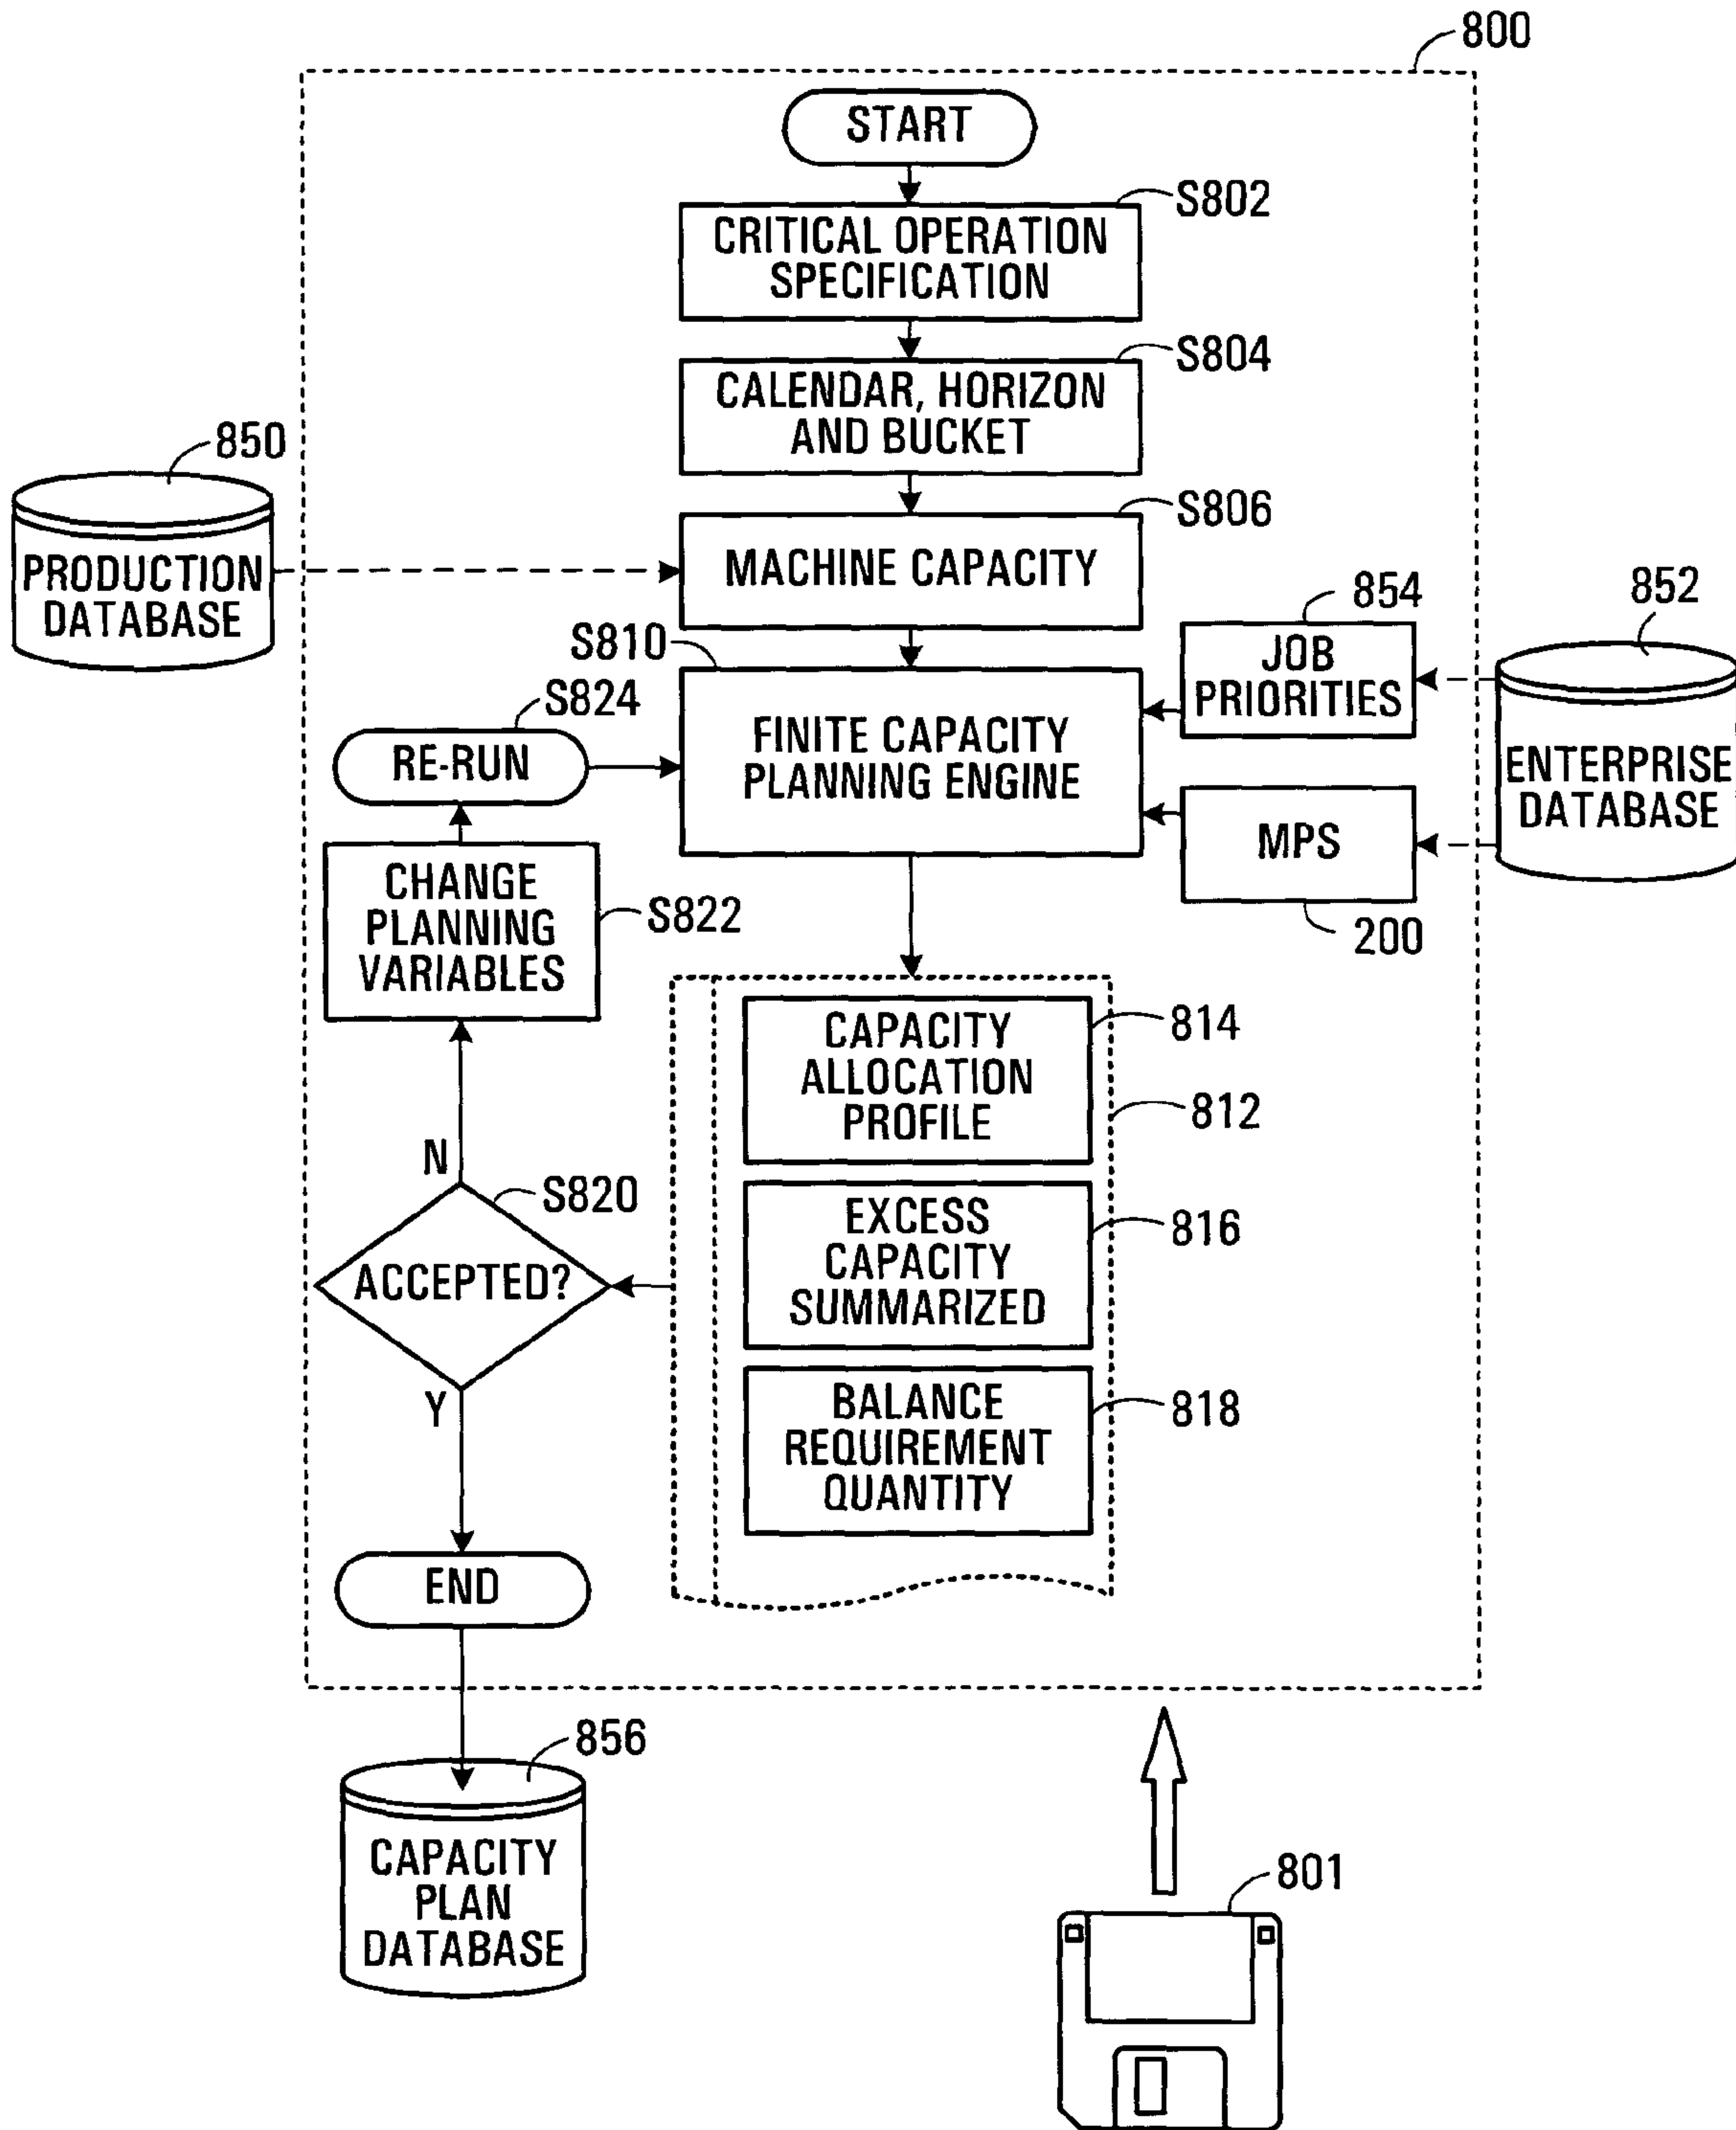 800
START
S802
CRITICAL OPERATION
SPECIFICATION
S804
CALENDAR, HORIZON
AND BUCKET
850
PRODUCTION
DATABASE
S806
MACHINE CAPACITY
854
JOB
PRIORITIES
852
ENTERPRISE
DATABASE
S810
FINITE CAPACITY
PLANNING ENGINE
S824
RE-RUN
MPS
200
CHANGE
PLANNING
VARIABLES
S822
CAPACITY
ALLOCATION
PROFILE
814
812
N
S820
ACCEPTED?
EXCESS
CAPACITY
SUMMARIZED
816
Y
BALANCE
REQUIREMENT
QUANTITY
818
END
856
CAPACITY
PLAN
DATABASE
801